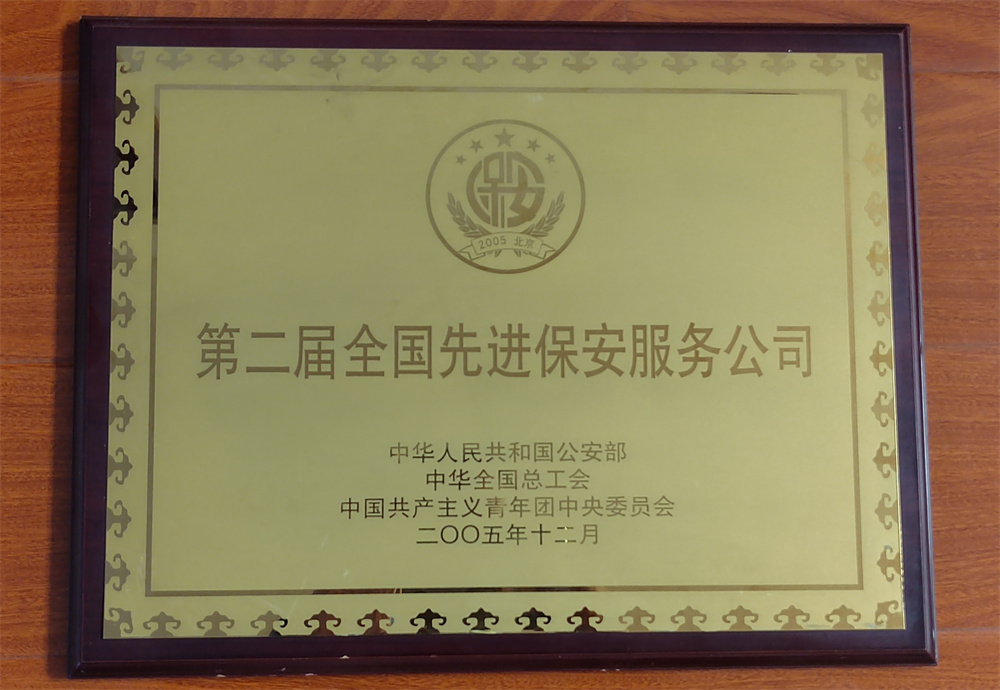 保安
2005 北京
第二届全国先进保安服务公司
中华人民共和国公安部
中华全国总工会
中国共产主义青年团中央委员会
二〇〇五年十二月